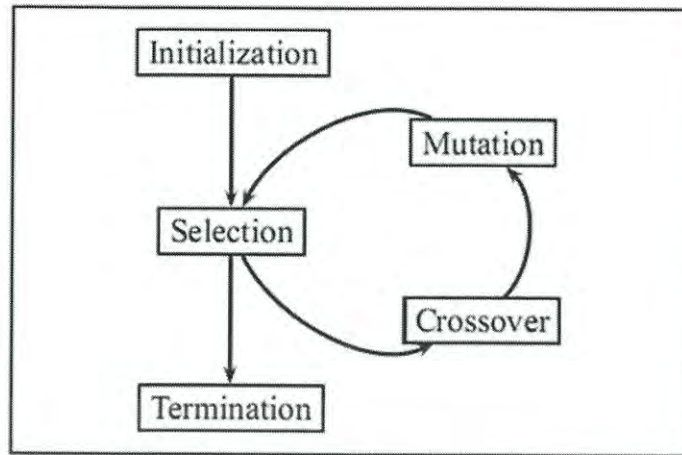 Initialization
Mutation
Selection
Crossover
Termination